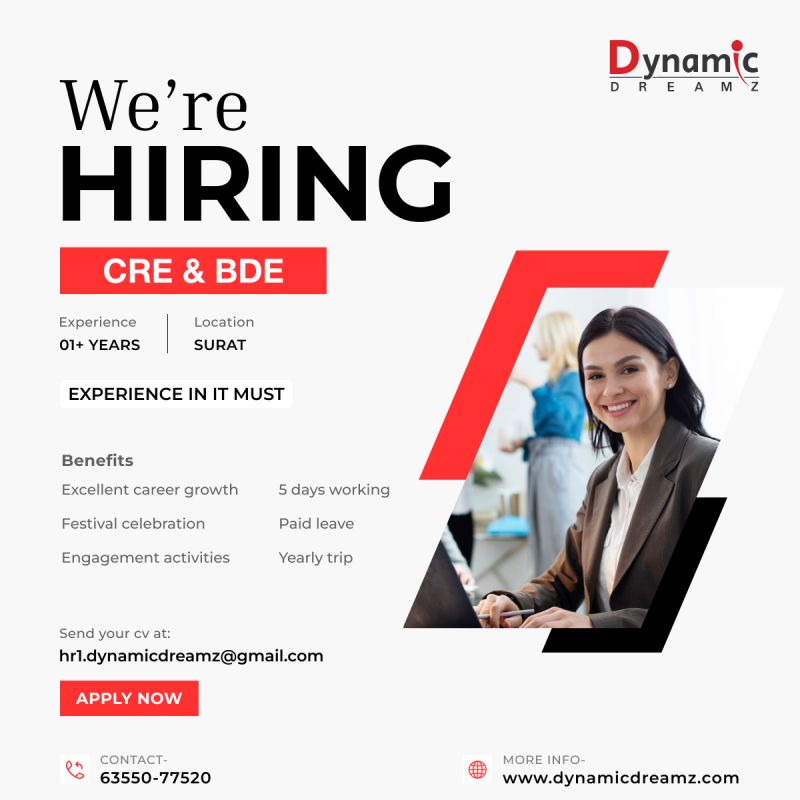 Dynamic
DREAMZ
We're
HIRING
CRE & BDE
Experience
01+ YEARS
Location
SURAT
EXPERIENCE IN IT MUST
Benefits
Excellent career growth
5 days working
Festival celebration
Paid leave
Engagement activities
Yearly trip
Send your cv at:
hr1.dynamicdreamz@gmail.com
APPLY NOW
CONTACT-
63550-77520
MORE INFO-
www.dynamicdreamz.com